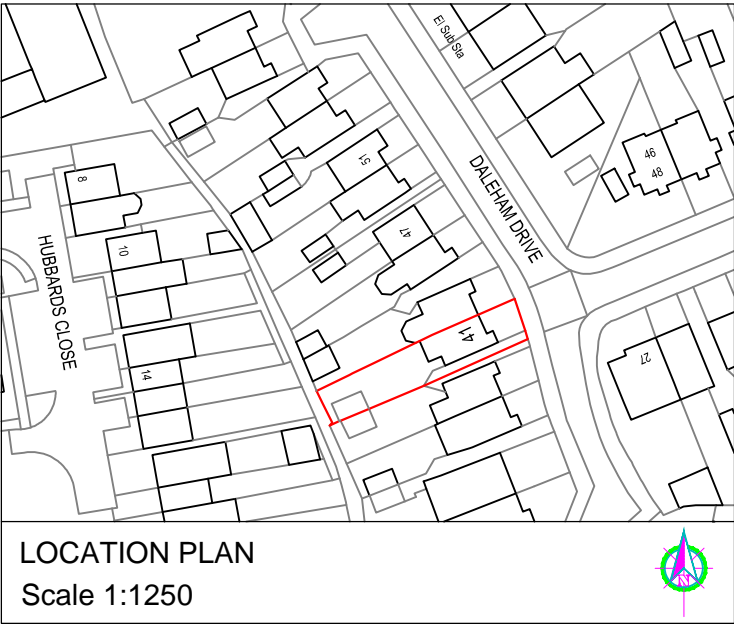 El Sub Sta
51
46
48
DALEHAM DRIVE
8
47
10
HUBBARDS CLOSE
41
27
14
LOCATION PLAN
Scale 1:1250
N